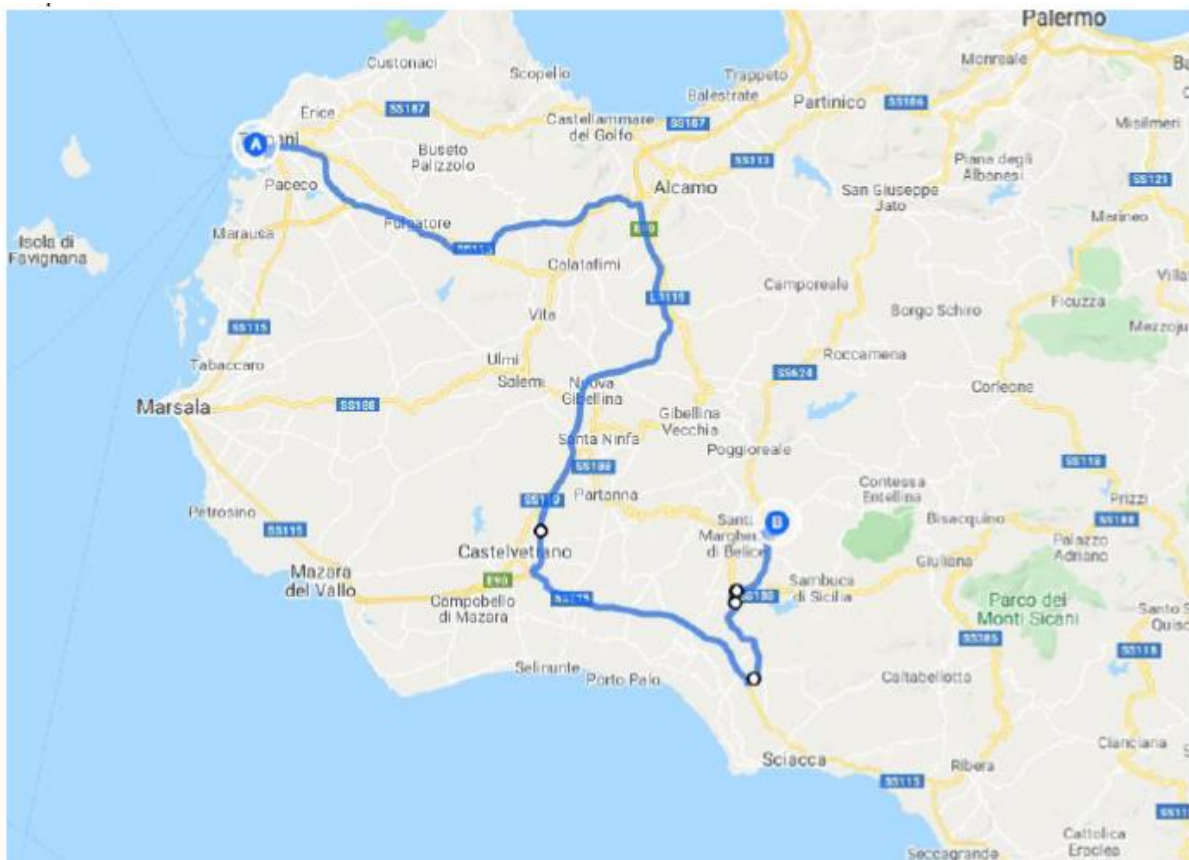 Palermo
Custonaci
Scopelło
Trappeto
Monreale
Balestrate
Partinico
SS186
Erice
SS187
Castellammare
del Golfo
SS187
Misilmeri
A
Buseto
Palizzolo
SS113
Piana degli
Albanesi
SS121
Paceco
Alcamo
San Giuseppe
Jato
Marineo
Marausa
Fulgatore
E90
Isola di
Favignana
Calatafimi
Camporeale
Villa
Ficuzza
Vita
Borgo Schiro
Mezzoju
SS115
Tabaccaro
Ulmi
Roccamena
Salemi
Nuova
Gibellina
SS624
Corleone
Marsala
SS188
Gibellina
Vecchia
Santa Ninfa
Poggioreale
SS188
SS118
Partanna
Contessa
Entellina
Prizzi
Petrosino
SS115
SS119
B
Santa
Margher
di Belice
Bisacquino
SS188
Castelvetrano
Palazzo
Adriano
Giuliana
Mazara
del Vallo
E90
Campobello
di Mazara
SS188
Sambuca
di Sicilia
Parco dei
Monti Sicani
Santo S
Quisq
SS386
SS118
Selinunte
Porto Palo
Caltabellotta
Sciacca
Cianciana
Ribera
SS115
Cattolica
Eraclea
Seccagrande